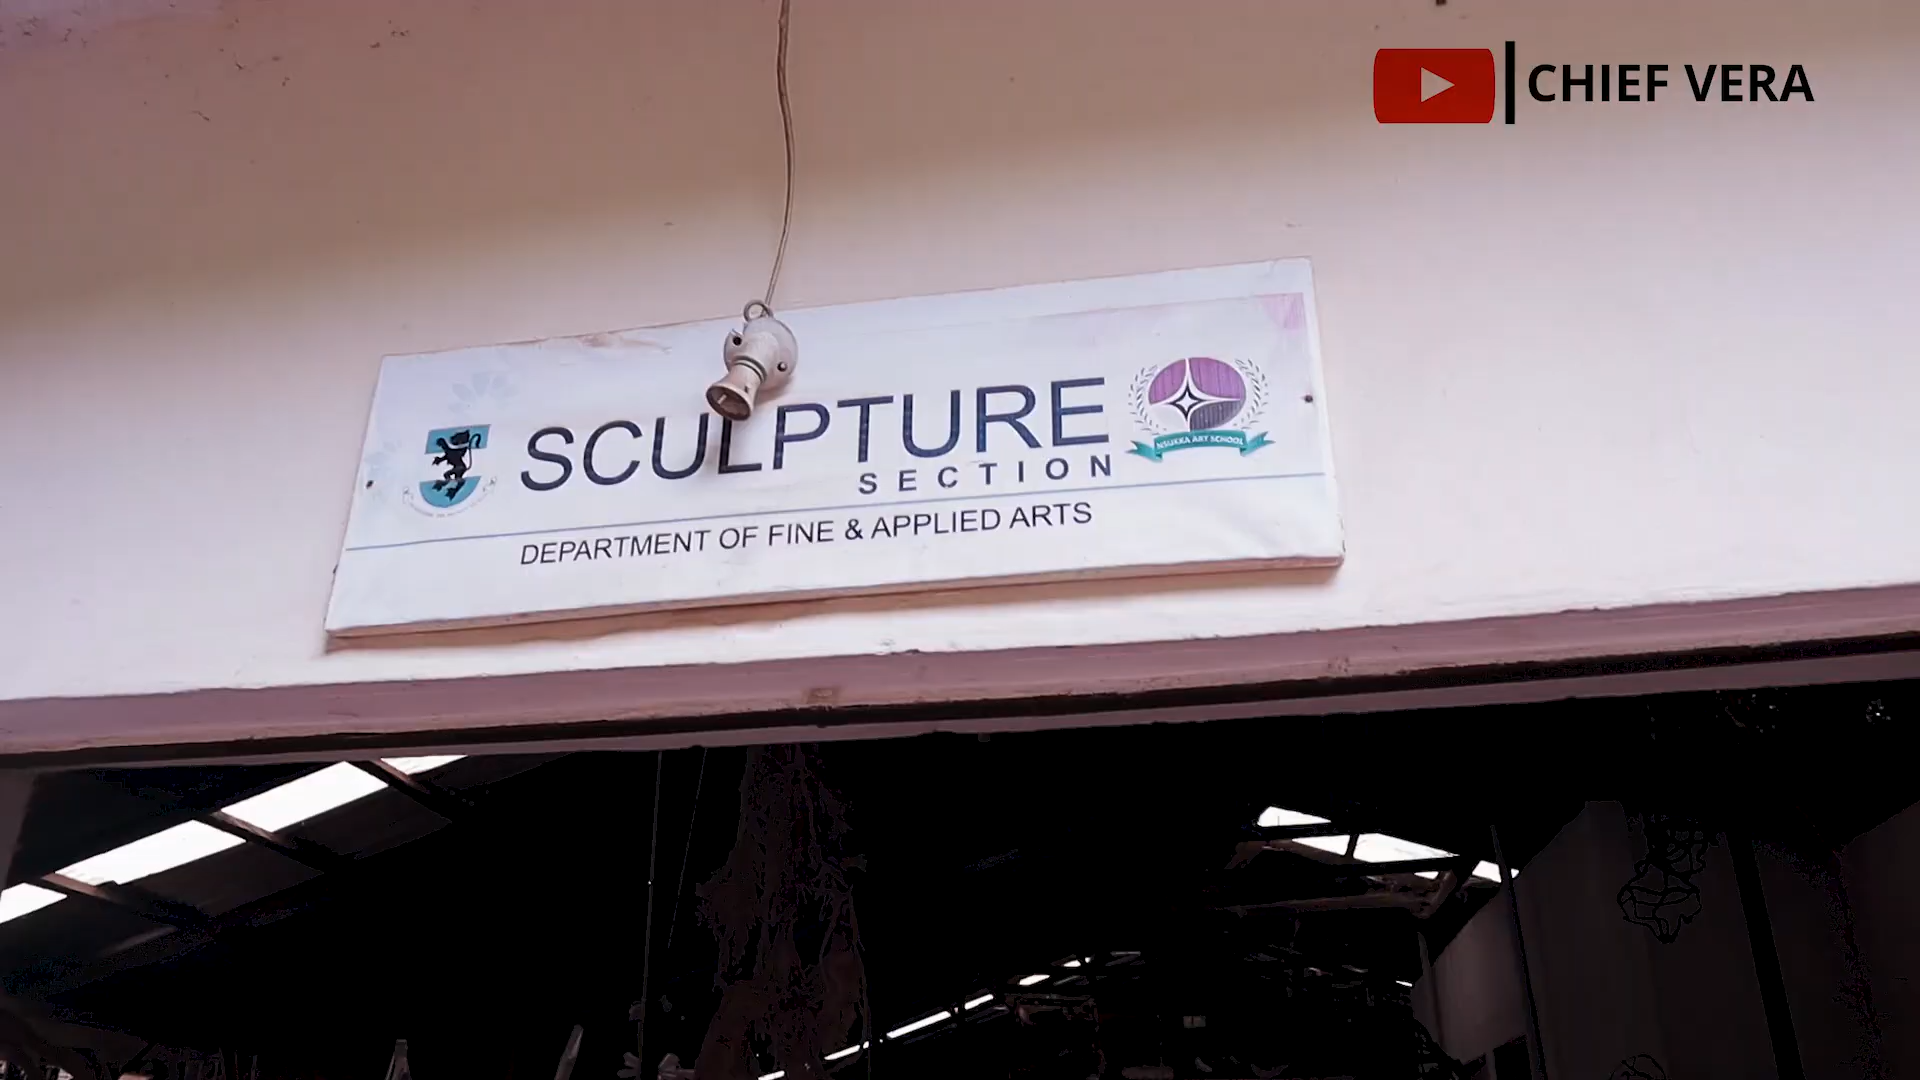 CHIEF VERA
SCULPTURE
SECTION
NSUKKA ART SCHOOL
DEPARTMENT OF FINE & APPLIED ARTS